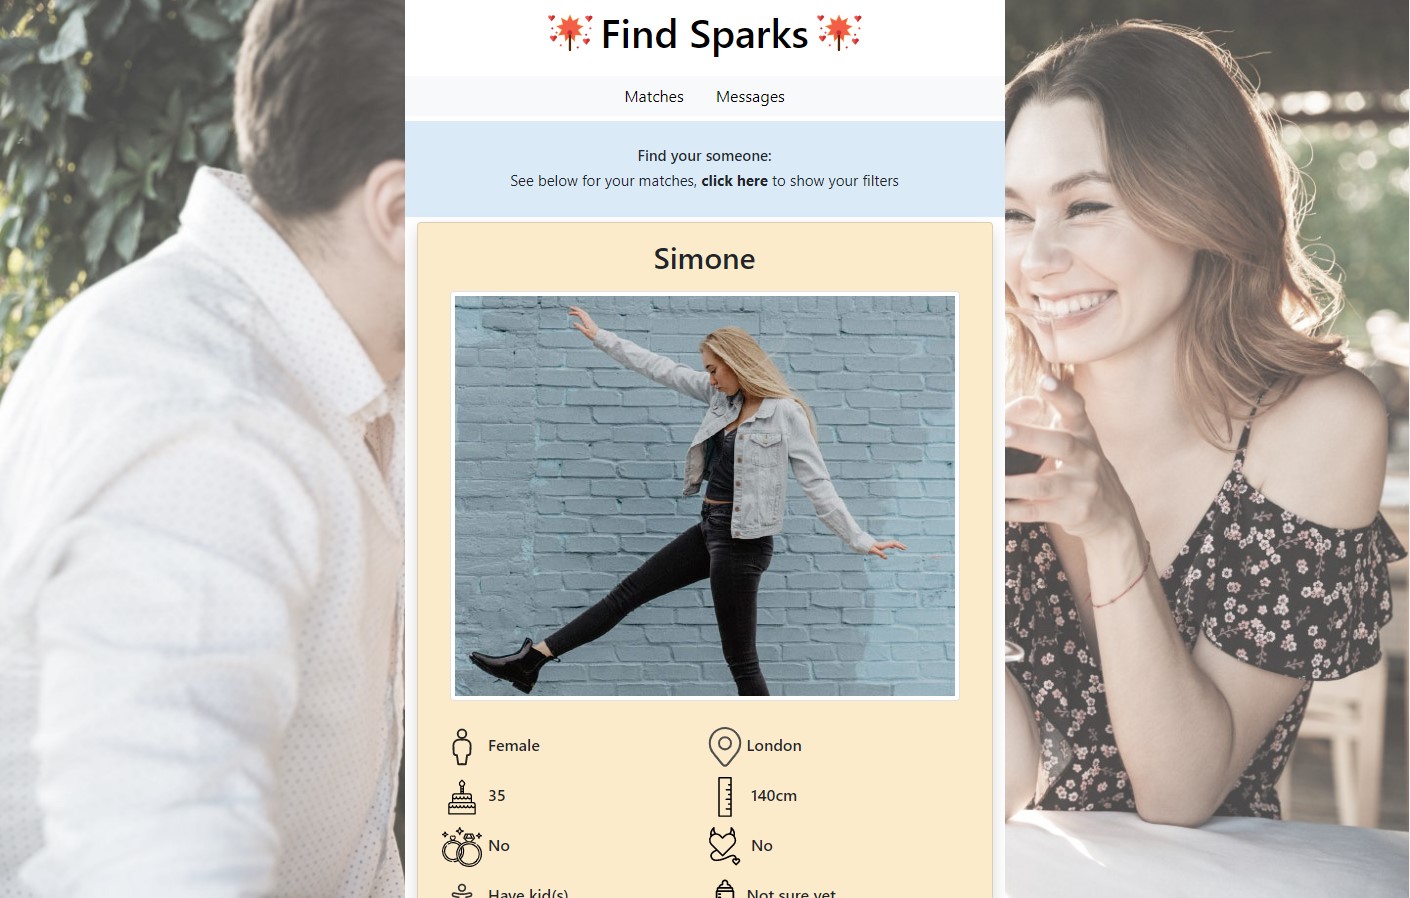 Find Sparks
Matches Messages
Find your someone:
See below for your matches, click here to show your filters
Simone
Female London
35 140cm
No No
Have kid(s) Not sure yet